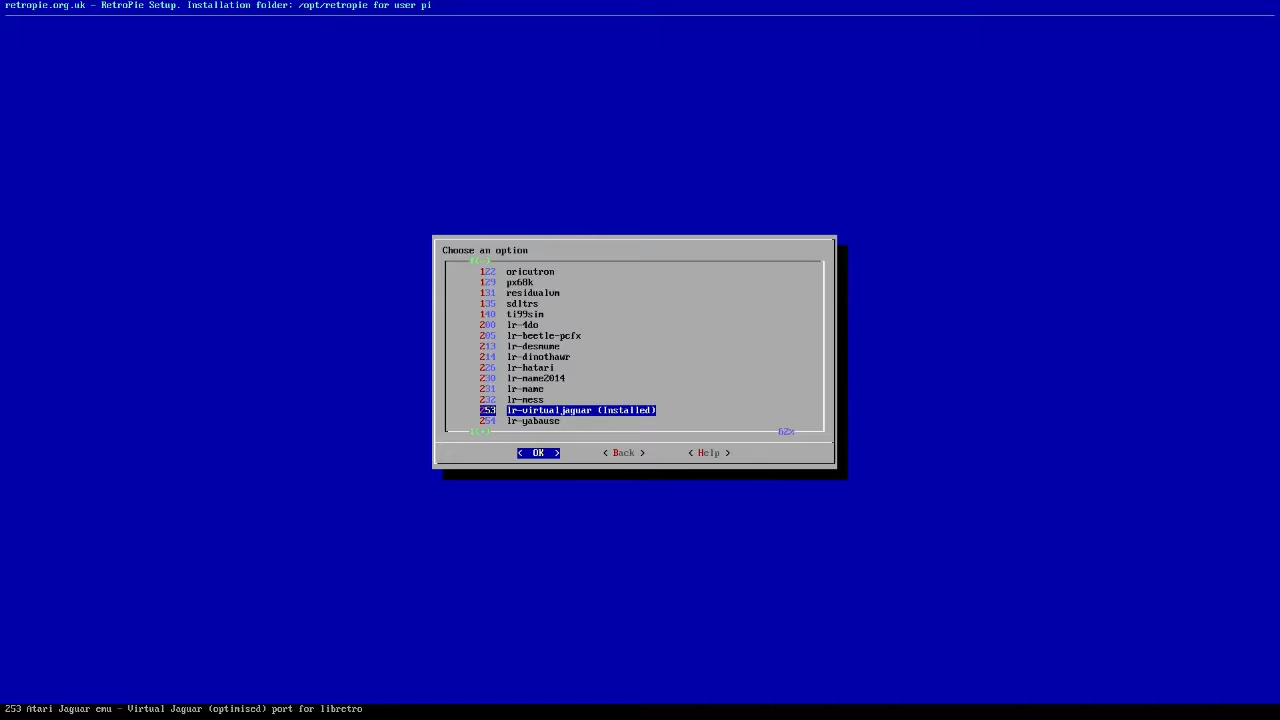 retropie.org.uk - RetroPie Setup. Installation folder: /opt/retropie for user pi
Choose an option
↑(-)
122 oricutron
129 px68k
131 residualvm
135 sdltrs
140 ti99sim
200 lr-4do
205 lr-beetle-pcfx
213 lr-desmume
214 lr-dinothawr
226 lr-hatari
230 lr-mame2014
231 lr-mame
232 lr-mess
253 lr-virtualjaguar (Installed)
254 lr-yabause
↓(+) 62%
< OK > < Back > < Help >
253 Atari Jaguar emu - Virtual Jaguar (optimised) port for libretro